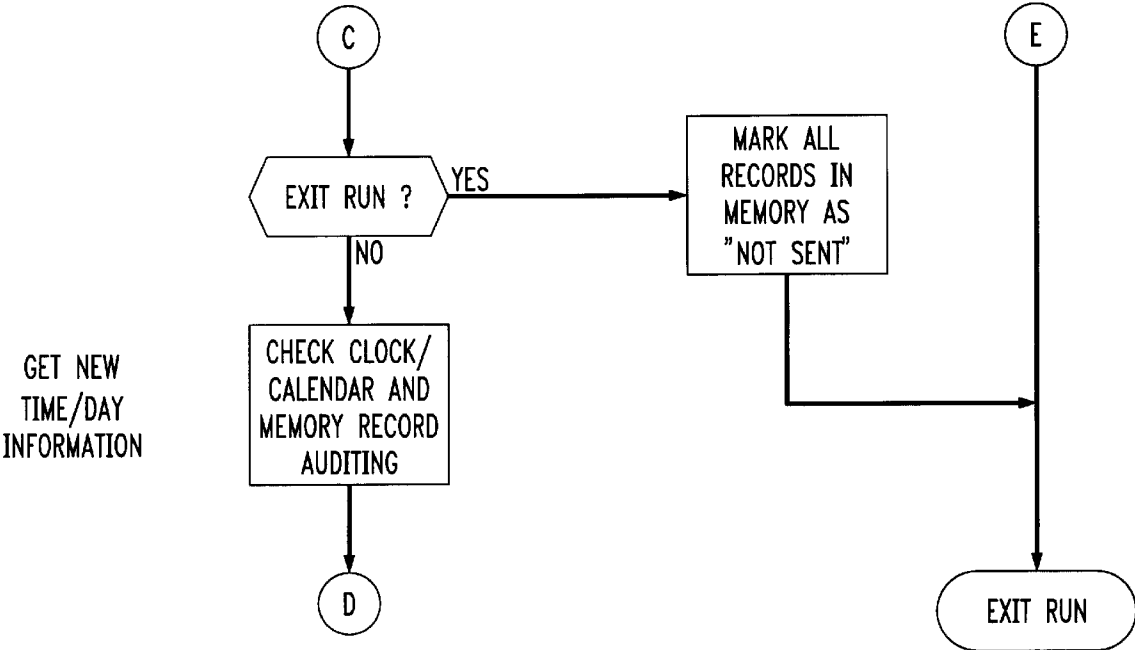 C
E
EXIT RUN ?
YES
NO
MARK ALL
RECORDS IN
MEMORY AS
"NOT SENT"
GET NEW
TIME/DAY
INFORMATION
CHECK CLOCK/
CALENDAR AND
MEMORY RECORD
AUDITING
D
EXIT RUN